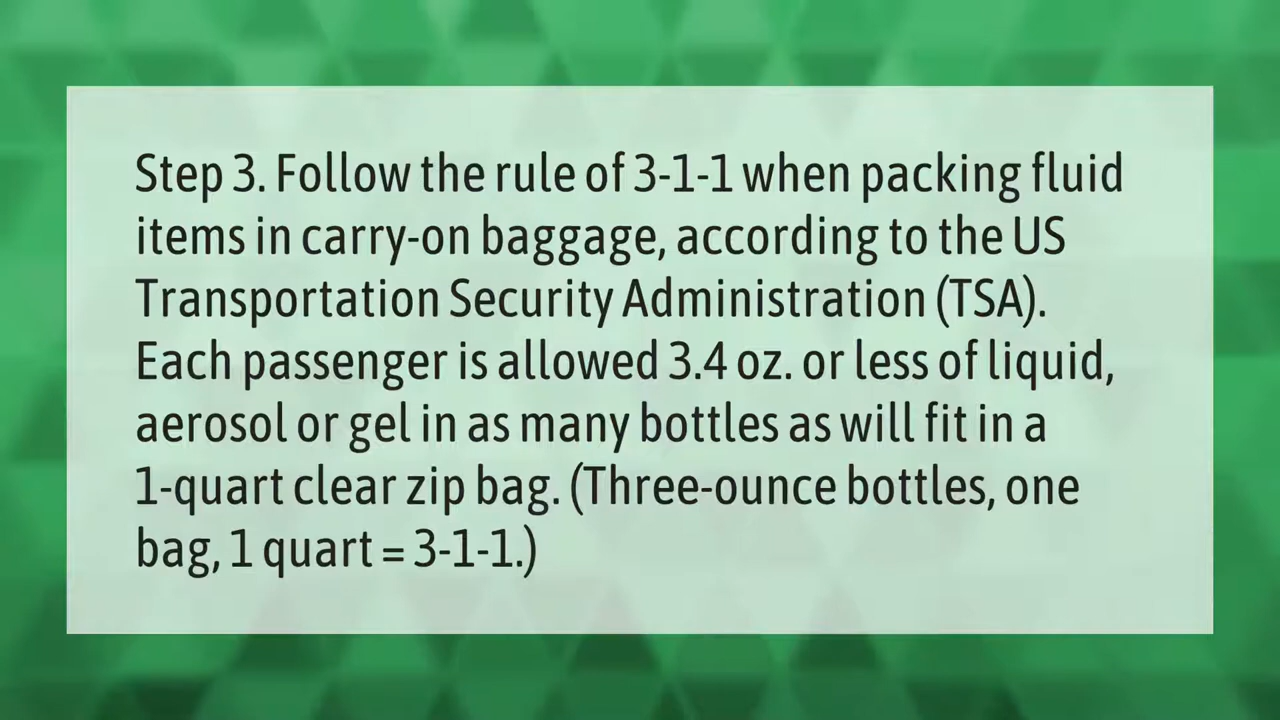 Step 3. Follow the rule of 3-1-1 when packing fluid
items in carry-on baggage, according to the US
Transportation Security Administration (TSA).
Each passenger is allowed 3.4 oz. or less of liquid,
aerosol or gel in as many bottles as will fit in a
1-quart clear zip bag. (Three-ounce bottles, one
bag, 1 quart = 3-1-1.)